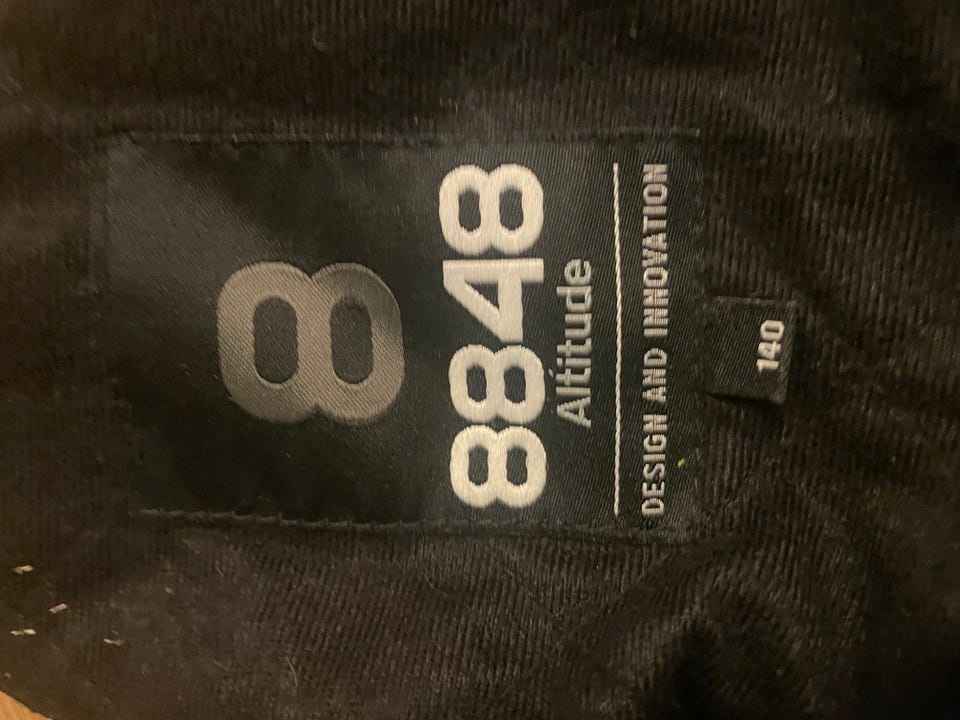 8
8848
Altitude
DESIGN AND INNOVATION
140